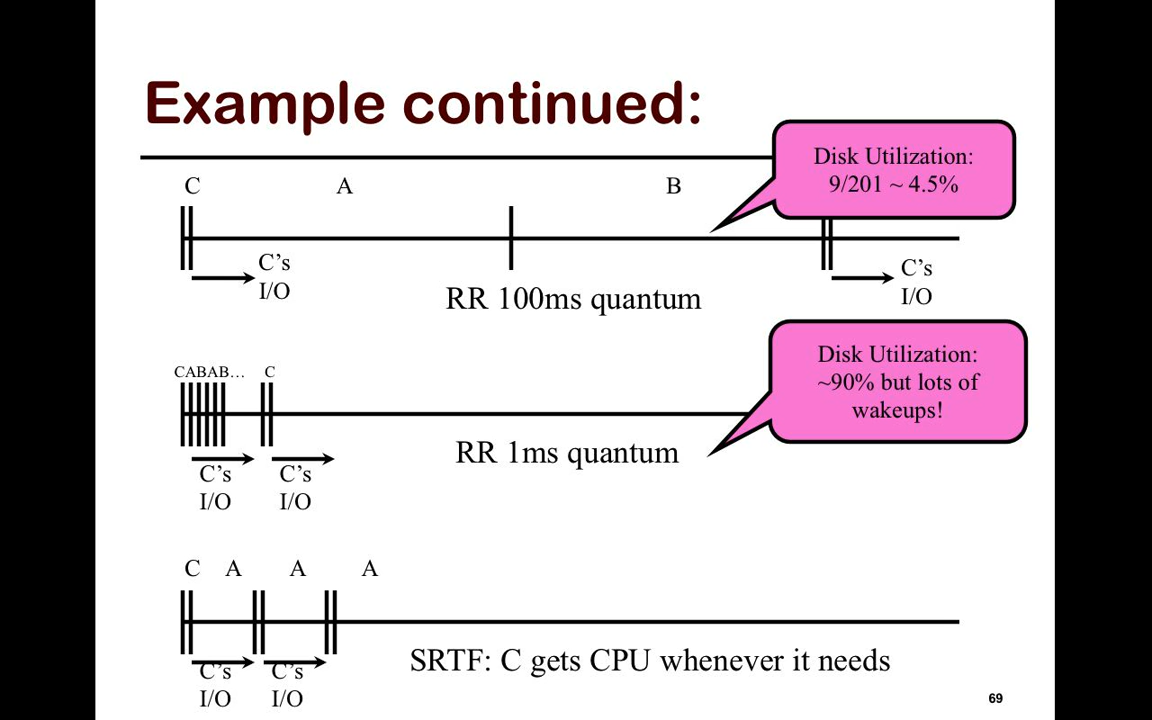 Example continued:
Disk Utilization:
9/201 ~ 4.5%
C A B
C's
I/O
C's
I/O
RR 100ms quantum
Disk Utilization:
~90% but lots of
wakeups!
CABAB… C
RR 1ms quantum
C's C's
I/O I/O
C A A A
SRTF: C gets CPU whenever it needs
C's C's
I/O I/O
69